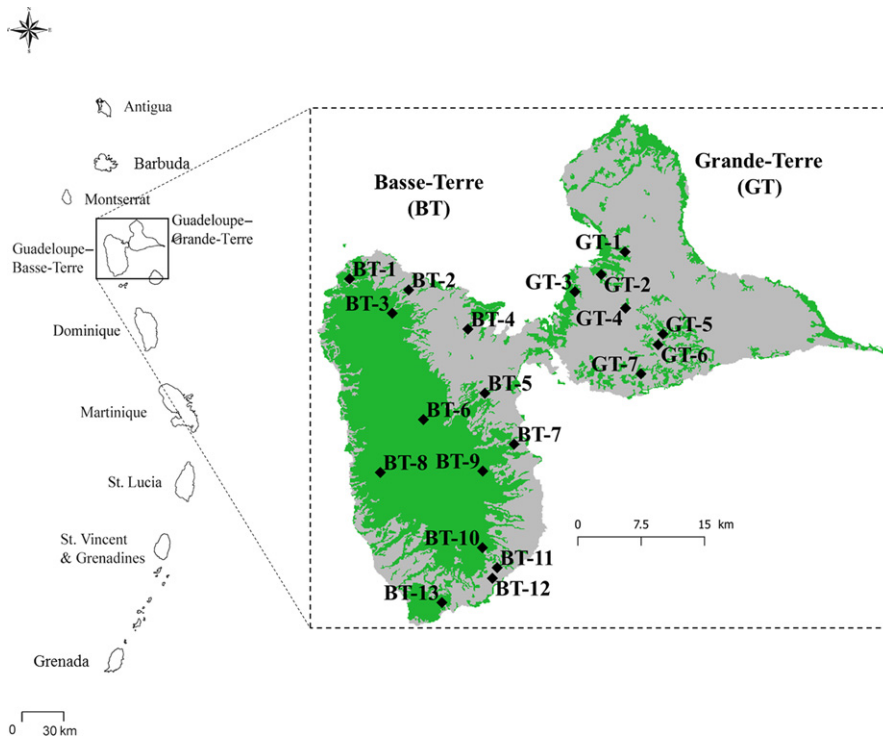 N
Antigua
Barbuda
Montserrat
Guadeloupe–
Grande-Terre
Guadeloupe–
Basse-Terre
Dominique
Martinique
St. Lucia
St. Vincent
& Grenadines
Grenada
0 30 km
Basse-Terre
(BT)
Grande-Terre
(GT)
GT-1
GT-2
GT-3
GT-4
GT-5
GT-6
GT-7
BT-1
BT-2
BT-3
BT-4
BT-5
BT-6
BT-7
BT-8
BT-9
BT-10
BT-11
BT-12
BT-13
0 7.5 15 km